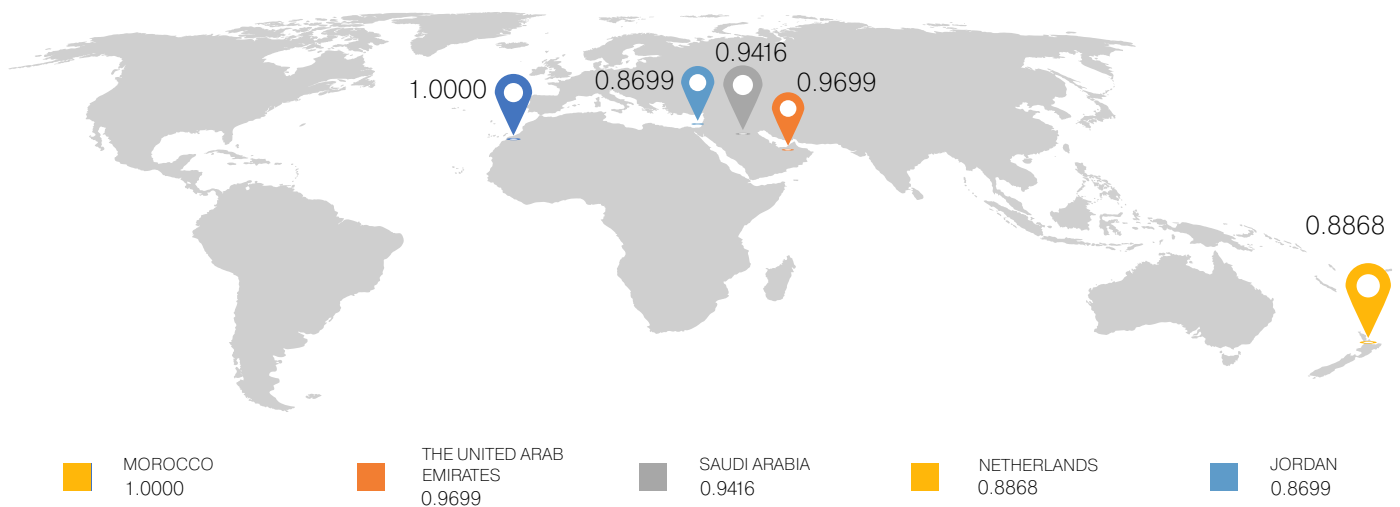 0.9416
1.0000
0.8699
0.9699
0.8868
MOROCCO
1.0000
THE UNITED ARAB
EMIRATES
0.9699
SAUDI ARABIA
0.9416
NETHERLANDS
0.8868
JORDAN
0.8699